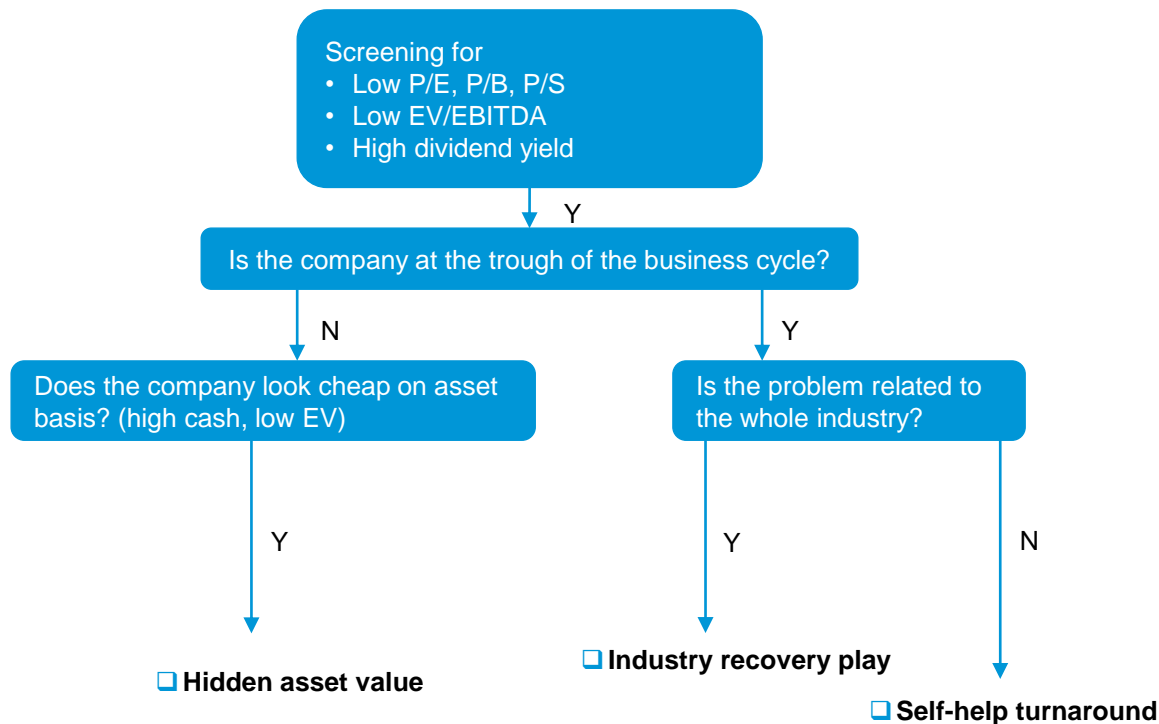 Screening for
• Low P/E, P/B, P/S
• Low EV/EBITDA
• High dividend yield
Y
Is the company at the trough of the business cycle?
N
Y
Does the company look cheap on asset
basis? (high cash, low EV)
Is the problem related to
the whole industry?
Y
Y
N
❑ Hidden asset value
❑ Industry recovery play
❑ Self-help turnaround